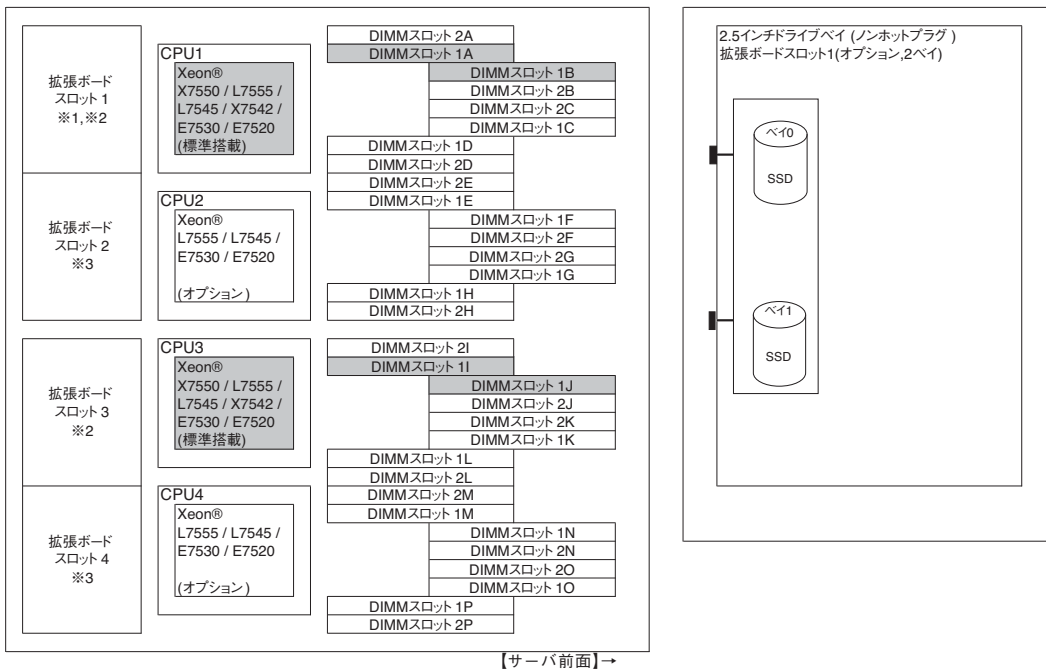 拡張ボード
スロット 1
※1,※2
拡張ボード
スロット 2
※3
拡張ボード
スロット 3
※2
拡張ボード
スロット 4
※3
CPU1
Xeon®
X7550 / L7555 /
L7545 / X7542 /
E7530 / E7520
(標準搭載)
CPU2
Xeon®
L7555 / L7545 /
E7530 / E7520
(オプション)
CPU3
Xeon®
X7550 / L7555 /
L7545 / X7542 /
E7530 / E7520
(標準搭載)
CPU4
Xeon®
L7555 / L7545 /
E7530 / E7520
(オプション)
DIMMスロット 2A
DIMMスロット 1A
DIMMスロット 1B
DIMMスロット 2B
DIMMスロット 2C
DIMMスロット 1C
DIMMスロット 1D
DIMMスロット 2D
DIMMスロット 2E
DIMMスロット 1E
DIMMスロット 1F
DIMMスロット 2F
DIMMスロット 2G
DIMMスロット 1G
DIMMスロット 1H
DIMMスロット 2H
DIMMスロット 2I
DIMMスロット 1I
DIMMスロット 1J
DIMMスロット 2J
DIMMスロット 2K
DIMMスロット 1K
DIMMスロット 1L
DIMMスロット 2L
DIMMスロット 2M
DIMMスロット 1M
DIMMスロット 1N
DIMMスロット 2N
DIMMスロット 2O
DIMMスロット 1O
DIMMスロット 1P
DIMMスロット 2P
【サーバ前面】→
2.5インチドライブベイ (ノンホットプラグ )
拡張ボードスロット1(オプション,2ベイ)
ベイ0
SSD
ベイ1
SSD